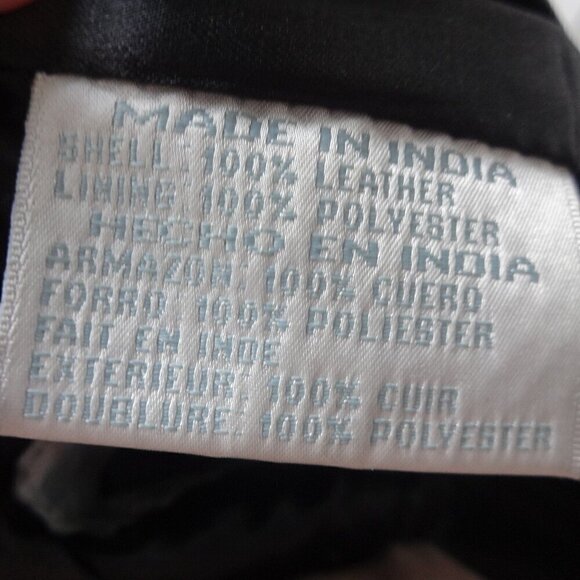 MADE IN INDIA
SHELL: 100% LEATHER
LINING: 100% POLYESTER
HECHO EN INDIA
ARMAZON: 100% CUERO
FORRO 100% POLIESTER
FAIT EN INDE
EXTERIEUR: 100% CUIR
DOUBLURE: 100% POLYESTER